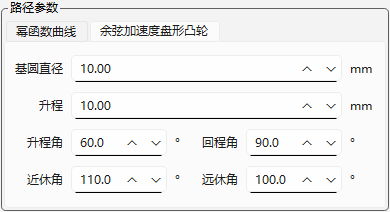 路径参数
幂函数曲线 余弦加速度盘形凸轮
基圆直径 10.00 mm
升程 10.00 mm
升程角 60.0 ° 回程角 90.0 °
近休角 110.0 ° 远休角 100.0 °